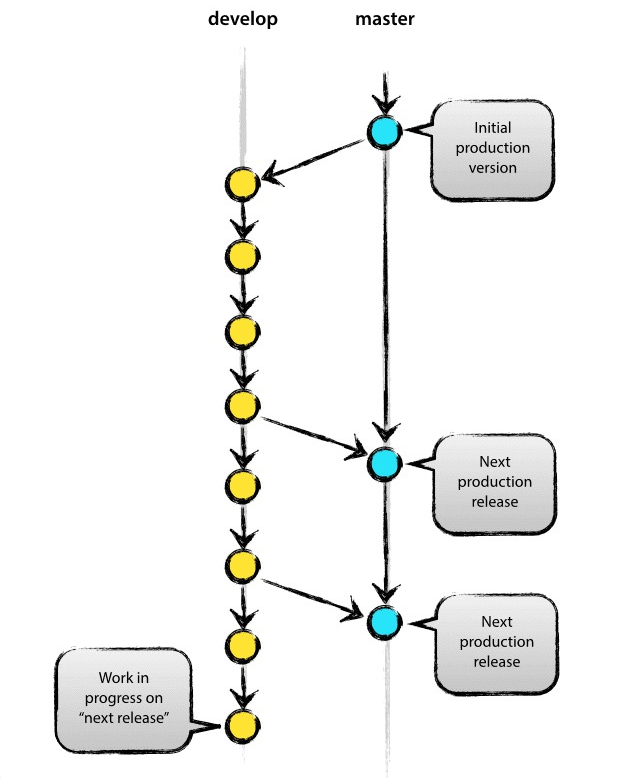 develop
master
Initial
production
version
Next
production
release
Next
production
release
Work in
progress on
“next release”